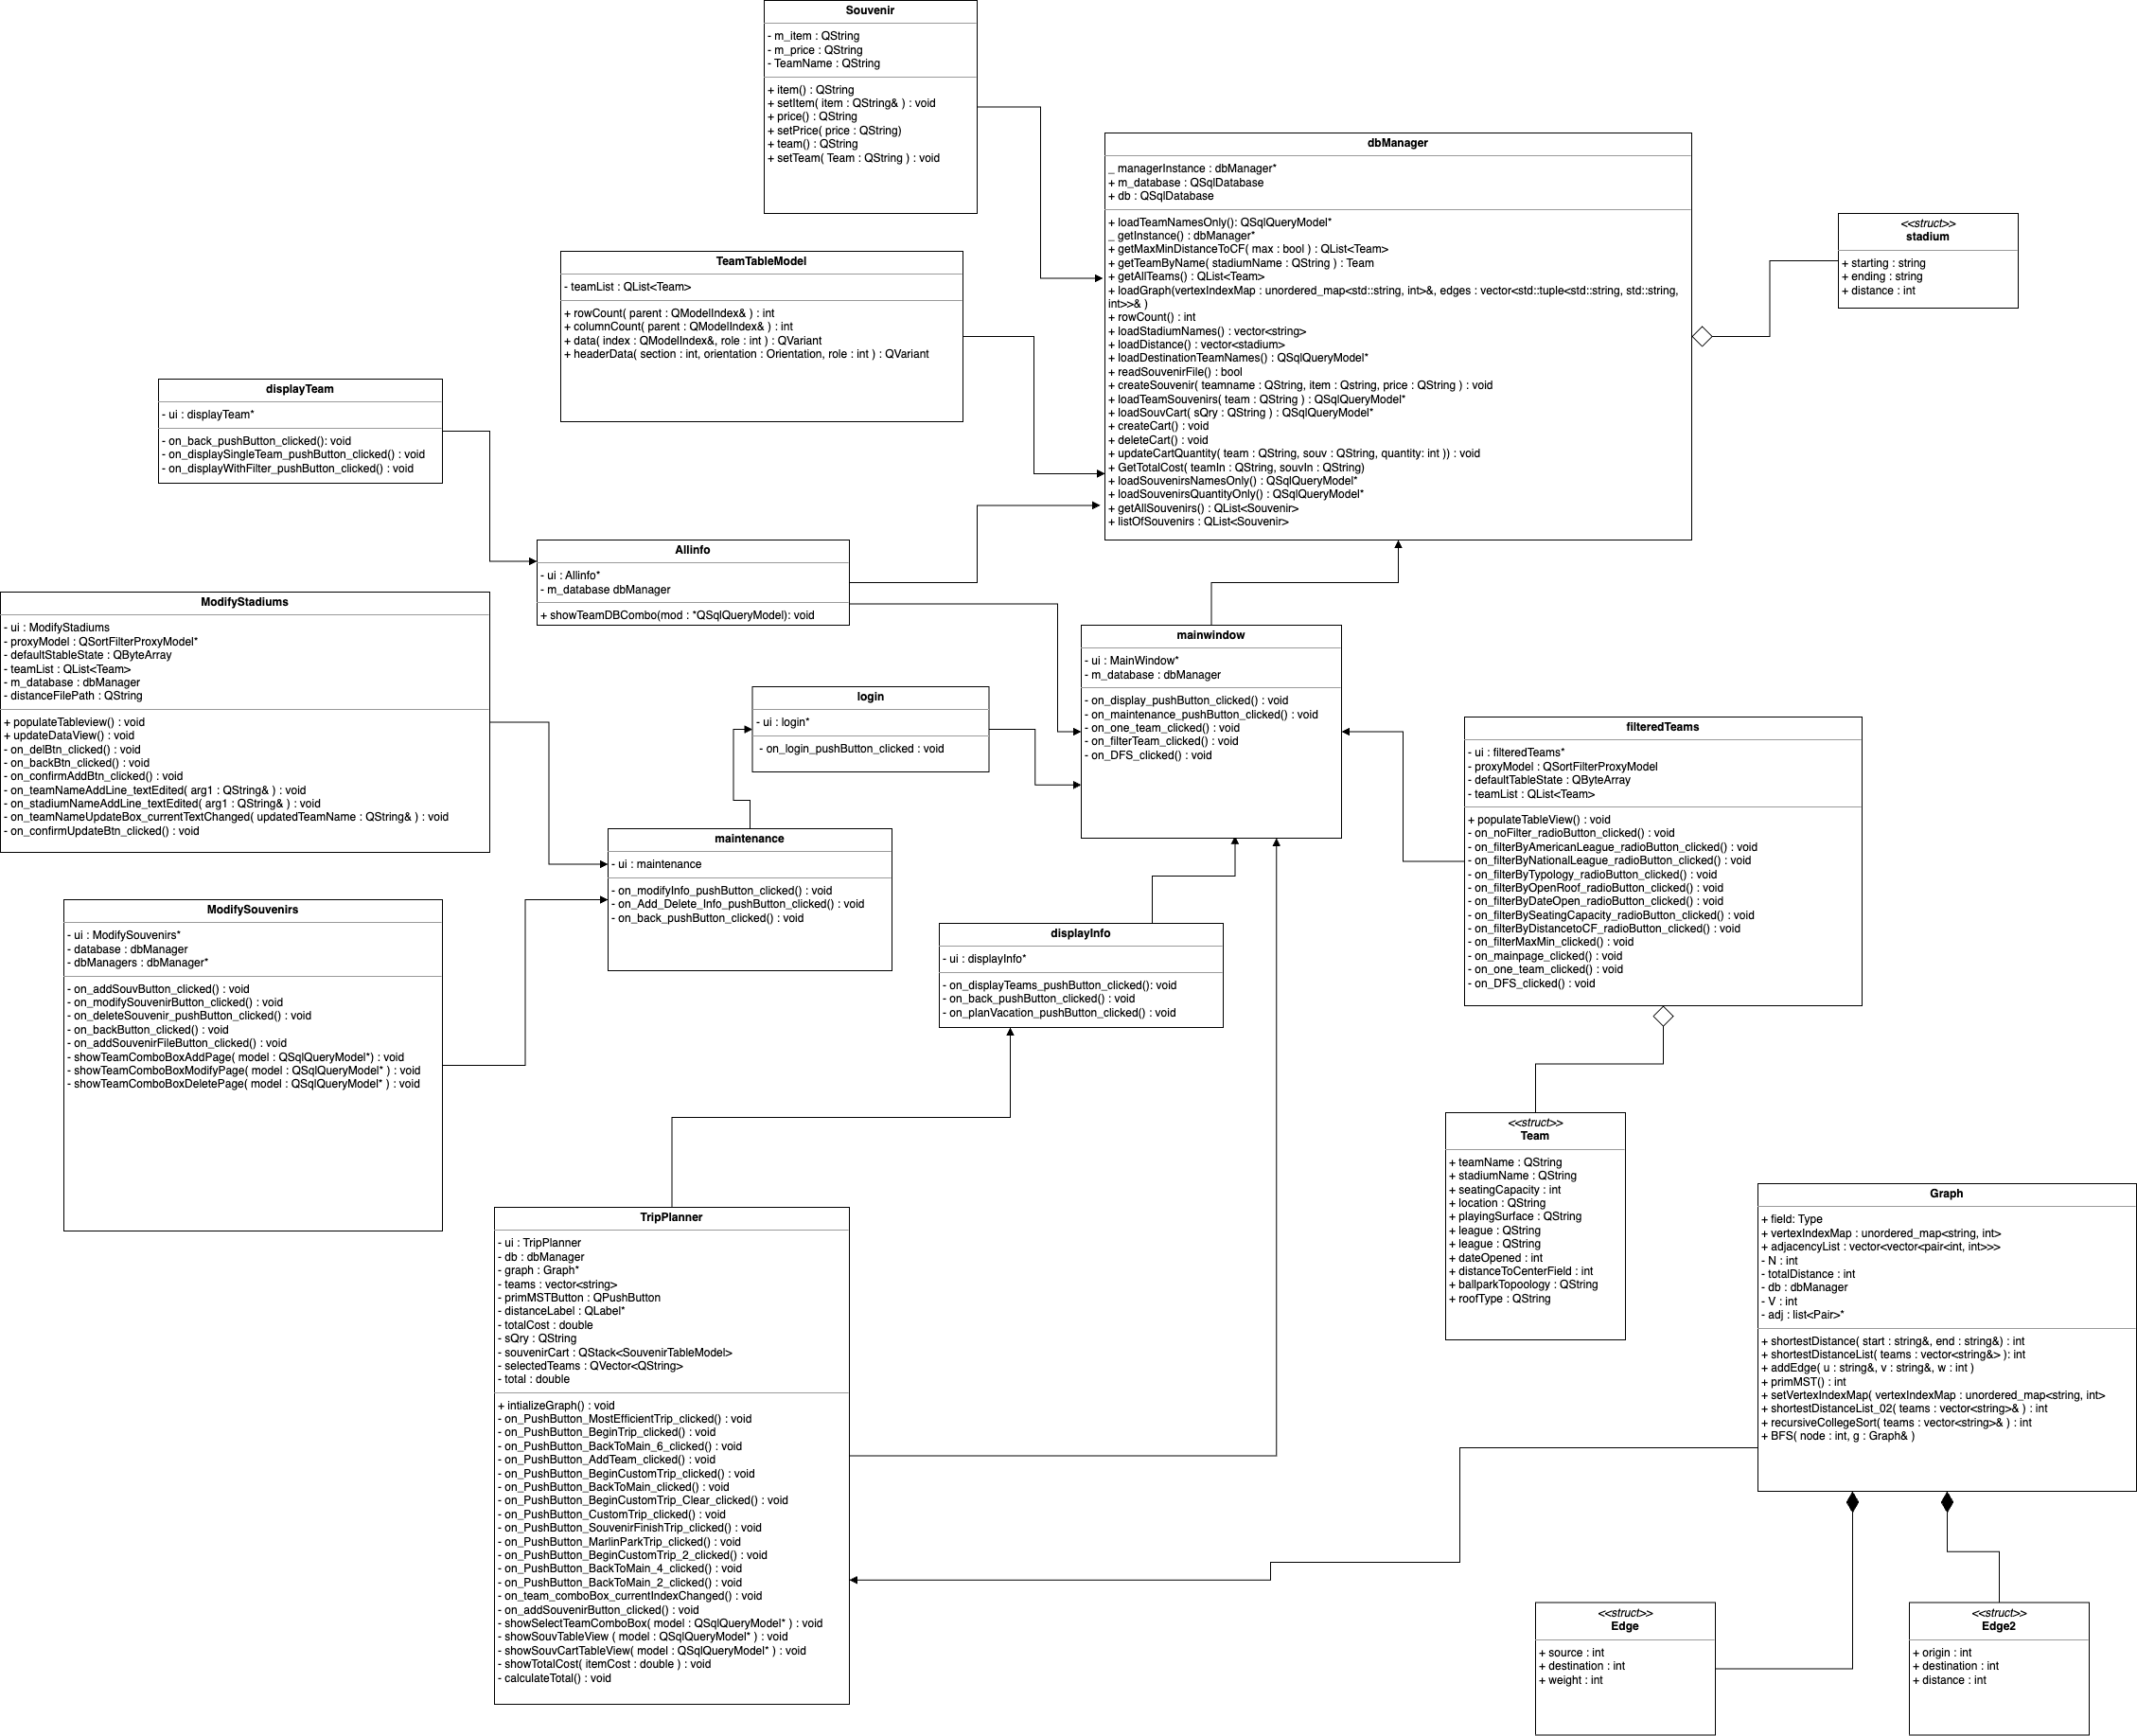 Souvenir
- m_item : QString
- m_price : QString
- TeamName : QString
+ item() : QString
+ setItem( item : QString& ) : void
+ price() : QString
+ setPrice( price : QString)
+ team() : QString
+ setTeam( Team : QString ) : void
dbManager
_ managerInstance : dbManager*
+ m_database : QSqlDatabase
+ db : QSqlDatabase
+ loadTeamNamesOnly(): QSqlQueryModel*
_ getInstance() : dbManager*
+ getMaxMinDistanceToCF( max : bool ) : QList<Team>
+ getTeamByName( stadiumName : QString ) : Team
+ getAllTeams() : QList<Team>
+ loadGraph(vertexIndexMap : unordered_map<std::string, int>&, edges : vector<std::tuple<std::string, std::string,
int>>& )
+ rowCount() : int
+ loadStadiumNames() : vector<string>
+ loadDistance() : vector<stadium>
+ loadDestinationTeamNames() : QSqlQueryModel*
+ readSouvenirFile() : bool
+ createSouvenir( teamname : QString, item : Qstring, price : QString ) : void
+ loadTeamSouvenirs( team : QString ) : QSqlQueryModel*
+ loadSouvCart( sQry : QString ) : QSqlQueryModel*
+ createCart() : void
+ deleteCart() : void
+ updateCartQuantity( team : QString, souv : QString, quantity: int )) : void
+ GetTotalCost( teamIn : QString, souvIn : QString)
+ loadSouvenirsNamesOnly() : QSqlQueryModel*
+ loadSouvenirsQuantityOnly() : QSqlQueryModel*
+ getAllSouvenirs() : QList<Souvenir>
+ listOfSouvenirs : QList<Souvenir>
<<struct>>
stadium
+ starting : string
+ ending : string
+ distance : int
TeamTableModel
- teamList : QList<Team>
+ rowCount( parent : QModelIndex& ) : int
+ columnCount( parent : QModelIndex& ) : int
+ data( index : QModelIndex&, role : int ) : QVariant
+ headerData( section : int, orientation : Orientation, role : int ) : QVariant
displayTeam
- ui : displayTeam*
- on_back_pushButton_clicked(): void
- on_displaySingleTeam_pushButton_clicked() : void
- on_displayWithFilter_pushButton_clicked() : void
Allinfo
- ui : Allinfo*
- m_database dbManager
+ showTeamDBCombo(mod : *QSqlQueryModel): void
ModifyStadiums
- ui : ModifyStadiums
- proxyModel : QSortFilterProxyModel*
- defaultStableState : QByteArray
- teamList : QList<Team>
- m_database : dbManager
- distanceFilePath : QString
+ populateTableview() : void
+ updateDataView() : void
- on_delBtn_clicked() : void
- on_backBtn_clicked() : void
- on_confirmAddBtn_clicked() : void
- on_teamNameAddLine_textEdited( arg1 : QString& ) : void
- on_stadiumNameAddLine_textEdited( arg1 : QString& ) : void
- on_teamNameUpdateBox_currentTextChanged( updatedTeamName : QString& ) : void
- on_confirmUpdateBtn_clicked() : void
mainwindow
- ui : MainWindow*
- m_database : dbManager
- on_display_pushButton_clicked() : void
- on_maintenance_pushButton_clicked() : void
- on_one_team_clicked() : void
- on_filterTeam_clicked() : void
- on_DFS_clicked() : void
login
- ui : login*
- on_login_pushButton_clicked : void
filteredTeams
- ui : filteredTeams*
- proxyModel : QSortFilterProxyModel
- defaultTableState : QByteArray
- teamList : QList<Team>
+ populateTableView() : void
- on_noFilter_radioButton_clicked() : void
- on_filterByAmericanLeague_radioButton_clicked() : void
- on_filterByNationalLeague_radioButton_clicked() : void
- on_filterByTypology_radioButton_clicked() : void
- on_filterByOpenRoof_radioButton_clicked() : void
- on_filterByDateOpen_radioButton_clicked() : void
- on_filterBySeatingCapacity_radioButton_clicked() : void
- on_filterByDistancetoCF_radioButton_clicked() : void
- on_filterMaxMin_clicked() : void
- on_mainpage_clicked() : void
- on_one_team_clicked() : void
- on_DFS_clicked() : void
maintenance
- ui : maintenance
- on_modifyInfo_pushButton_clicked() : void
- on_Add_Delete_Info_pushButton_clicked() : void
- on_back_pushButton_clicked() : void
ModifySouvenirs
- ui : ModifySouvenirs*
- database : dbManager
- dbManagers : dbManager*
- on_addSouvButton_clicked() : void
- on_modifySouvenirButton_clicked() : void
- on_deleteSouvenir_pushButton_clicked() : void
- on_backButton_clicked() : void
- on_addSouvenirFileButton_clicked() : void
- showTeamComboBoxAddPage( model : QSqlQueryModel*) : void
- showTeamComboBoxModifyPage( model : QSqlQueryModel* ) : void
- showTeamComboBoxDeletePage( model : QSqlQueryModel* ) : void
displayInfo
- ui : displayInfo*
- on_displayTeams_pushButton_clicked(): void
- on_back_pushButton_clicked() : void
- on_planVacation_pushButton_clicked() : void
<<struct>>
Team
+ teamName : QString
+ stadiumName : QString
+ seatingCapacity : int
+ location : QString
+ playingSurface : QString
+ league : QString
+ league : QString
+ dateOpened : int
+ distanceToCenterField : int
+ ballparkTopoology : QString
+ roofType : QString
Graph
+ field: Type
+ vertexIndexMap : unordered_map<string, int>
+ adjacencyList : vector<vector<pair<int, int>>>
- N : int
- totalDistance : int
- db : dbManager
- V : int
- adj : list<Pair>*
+ shortestDistance( start : string&, end : string&) : int
+ shortestDistanceList( teams : vector<string&> ): int
+ addEdge( u : string&, v : string&, w : int )
+ primMST() : int
+ setVertexIndexMap( vertexIndexMap : unordered_map<string, int>
+ shortestDistanceList_02( teams : vector<string>& ) : int
+ recursiveCollegeSort( teams : vector<string>& ) : int
+ BFS( node : int, g : Graph& )
TripPlanner
- ui : TripPlanner
- db : dbManager
- graph : Graph*
- teams : vector<string>
- primMSTButton : QPushButton
- distanceLabel : QLabel*
- totalCost : double
- sQry : QString
- souvenirCart : QStack<SouvenirTableModel>
- selectedTeams : QVector<QString>
- total : double
+ intializeGraph() : void
- on_PushButton_MostEfficientTrip_clicked() : void
- on_PushButton_BeginTrip_clicked() : void
- on_PushButton_BackToMain_6_clicked() : void
- on_PushButton_AddTeam_clicked() : void
- on_PushButton_BeginCustomTrip_clicked() : void
- on_PushButton_BackToMain_clicked() : void
- on_PushButton_BeginCustomTrip_Clear_clicked() : void
- on_PushButton_CustomTrip_clicked() : void
- on_PushButton_SouvenirFinishTrip_clicked() : void
- on_PushButton_MarlinParkTrip_clicked() : void
- on_PushButton_BeginCustomTrip_2_clicked() : void
- on_PushButton_BackToMain_4_clicked() : void
- on_PushButton_BackToMain_2_clicked() : void
- on_team_comboBox_currentIndexChanged() : void
- on_addSouvenirButton_clicked() : void
- showSelectTeamComboBox( model : QSqlQueryModel* ) : void
- showSouvTableView ( model : QSqlQueryModel* ) : void
- showSouvCartTableView( model : QSqlQueryModel* ) : void
- showTotalCost( itemCost : double ) : void
- calculateTotal() : void
<<struct>>
Edge
+ source : int
+ destination : int
+ weight : int
<<struct>>
Edge2
+ origin : int
+ destination : int
+ distance : int